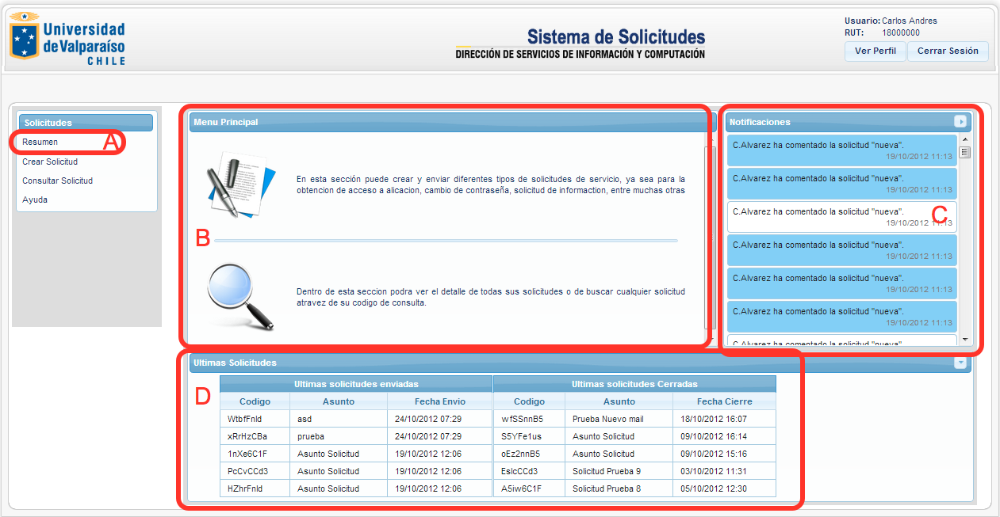 Universidad
de Valparaíso
CHILE
Sistema de Solicitudes
DIRECCIÓN DE SERVICIOS DE INFORMACIÓN Y COMPUTACIÓN
Usuario: Carlos Andres
RUT: 18000000
Ver Perfil Cerrar Sesión
Solicitudes
Resumen
A
Crear Solicitud
Consultar Solicitud
Ayuda
Menu Principal
En esta sección puede crear y enviar diferentes tipos de solicitudes de servicio, ya sea para la
obtencion de acceso a alicacion, cambio de contraseña, solicitud de information, entre muchas otras
B
Dentro de esta seccion podra ver el detalle de todas sus solicitudes o de buscar cualquier solicitud
atravez de su codigo de consulta.
Notificaciones
C.Alvarez ha comentado la solicitud "nueva".
19/10/2012 11:13
C.Alvarez ha comentado la solicitud "nueva".
19/10/2012 11:13
C.Alvarez ha comentado la solicitud "nueva".
C
19/10/2012 11:13
C.Alvarez ha comentado la solicitud "nueva".
19/10/2012 11:13
C.Alvarez ha comentado la solicitud "nueva".
19/10/2012 11:13
C.Alvarez ha comentado la solicitud "nueva".
19/10/2012 11:13
C.Alvarez ha comentado la solicitud "nueva".
Ultimas Solicitudes
D
Ultimas solicitudes enviadas Ultimas solicitudes Cerradas
Codigo Asunto Fecha Envio Codigo Asunto Fecha Cierre
WtbfFnId asd 24/10/2012 07:29 wfSSnnB5 Prueba Nuevo mail 18/10/2012 16:07
xRrHzCBa prueba 24/10/2012 07:29 S5YFe1us Asunto Solicitud 09/10/2012 16:14
1nXe6C1F Asunto Solicitud 19/10/2012 12:06 oEz2nnB5 Asunto Solicitud 09/10/2012 15:16
PcCvCCd3 Asunto Solicitud 19/10/2012 12:06 EslcCCd3 Solicitud Prueba 9 03/10/2012 11:31
HZhrFnId Asunto Solicitud 19/10/2012 12:06 A5iw6C1F Solicitud Prueba 8 05/10/2012 12:30